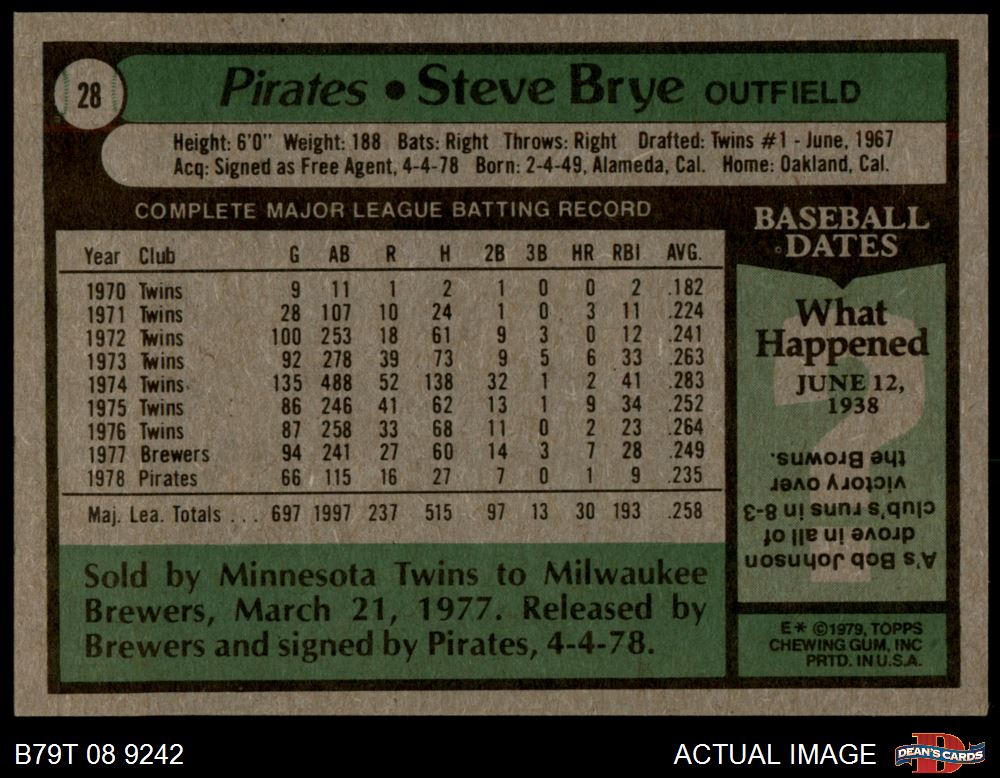 28
Pirates • Steve Brye OUTFIELD
Height: 6'0" Weight: 188 Bats: Right Throws: Right Drafted: Twins #1 - June, 1967
Acq: Signed as Free Agent, 4-4-78 Born: 2-4-49, Alameda, Cal. Home: Oakland, Cal.
COMPLETE MAJOR LEAGUE BATTING RECORD
Year Club G AB R H 2B 3B HR RBI AVG.
1970 Twins 9 11 1 2 1 0 0 2 .182
1971 Twins 28 107 10 24 1 0 3 11 .224
1972 Twins 100 253 18 61 9 3 0 12 .241
1973 Twins 92 278 39 73 9 5 6 33 .263
1974 Twins 135 488 52 138 32 1 2 41 .283
1975 Twins 86 246 41 62 13 1 9 34 .252
1976 Twins 87 258 33 68 11 0 2 23 .264
1977 Brewers 94 241 27 60 14 3 7 28 .249
1978 Pirates 66 115 16 27 7 0 1 9 .235
Maj. Lea. Totals . . . 697 1997 237 515 97 13 30 193 .258
Sold by Minnesota Twins to Milwaukee
Brewers, March 21, 1977. Released by
Brewers and signed by Pirates, 4-4-78.
BASEBALL
DATES
What
Happened
JUNE 12,
1938
A's Bob Johnson
drove in all of
club's runs in 8-3
victory over
the Browns.
E* ©1979, TOPPS
CHEWING GUM, INC
PRTD. IN U.S.A.
B79T 08 9242
ACTUAL IMAGE
DEAN'S CARDS